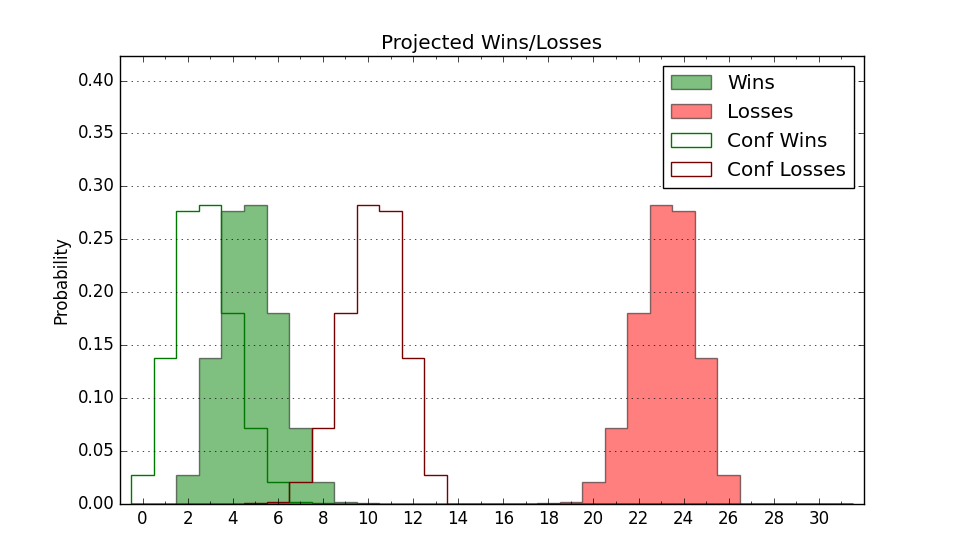 Projected Wins/Losses
0.40
0.35
0.30
0.25
0.20
0.15
0.10
0.05
0.00
Probability
Wins
Losses
Conf Wins
Conf Losses
0 2 4 6 8 10 12 14 16 18 20 22 24 26 28 30